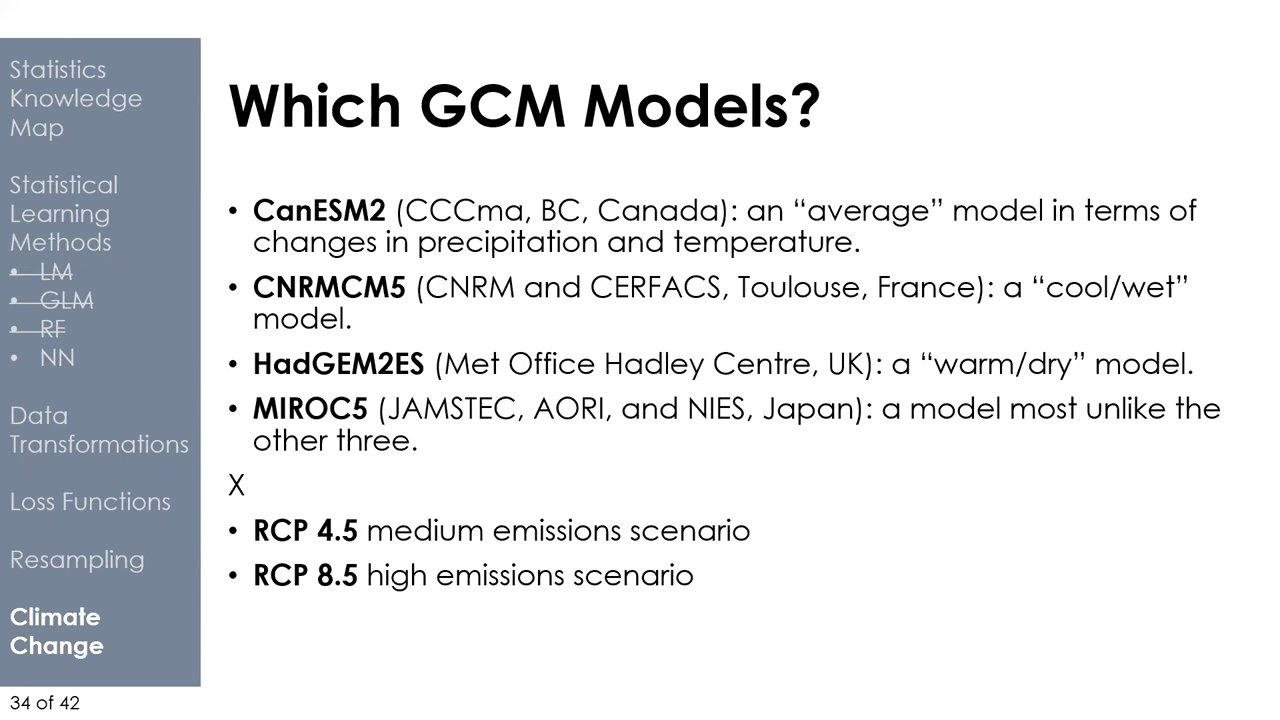 Statistics
Knowledge
Map
Statistical
Learning
Methods
• LM
• GLM
• RF
• NN
Data
Transformations
Loss Functions
Resampling
Climate
Change
34 of 42
Which GCM Models?
• CanESM2 (CCCma, BC, Canada): an “average” model in terms of
changes in precipitation and temperature.
• CNRMCM5 (CNRM and CERFACS, Toulouse, France): a “cool/wet”
model.
• HadGEM2ES (Met Office Hadley Centre, UK): a “warm/dry” model.
• MIROC5 (JAMSTEC, AORI, and NIES, Japan): a model most unlike the
other three.
X
• RCP 4.5 medium emissions scenario
• RCP 8.5 high emissions scenario